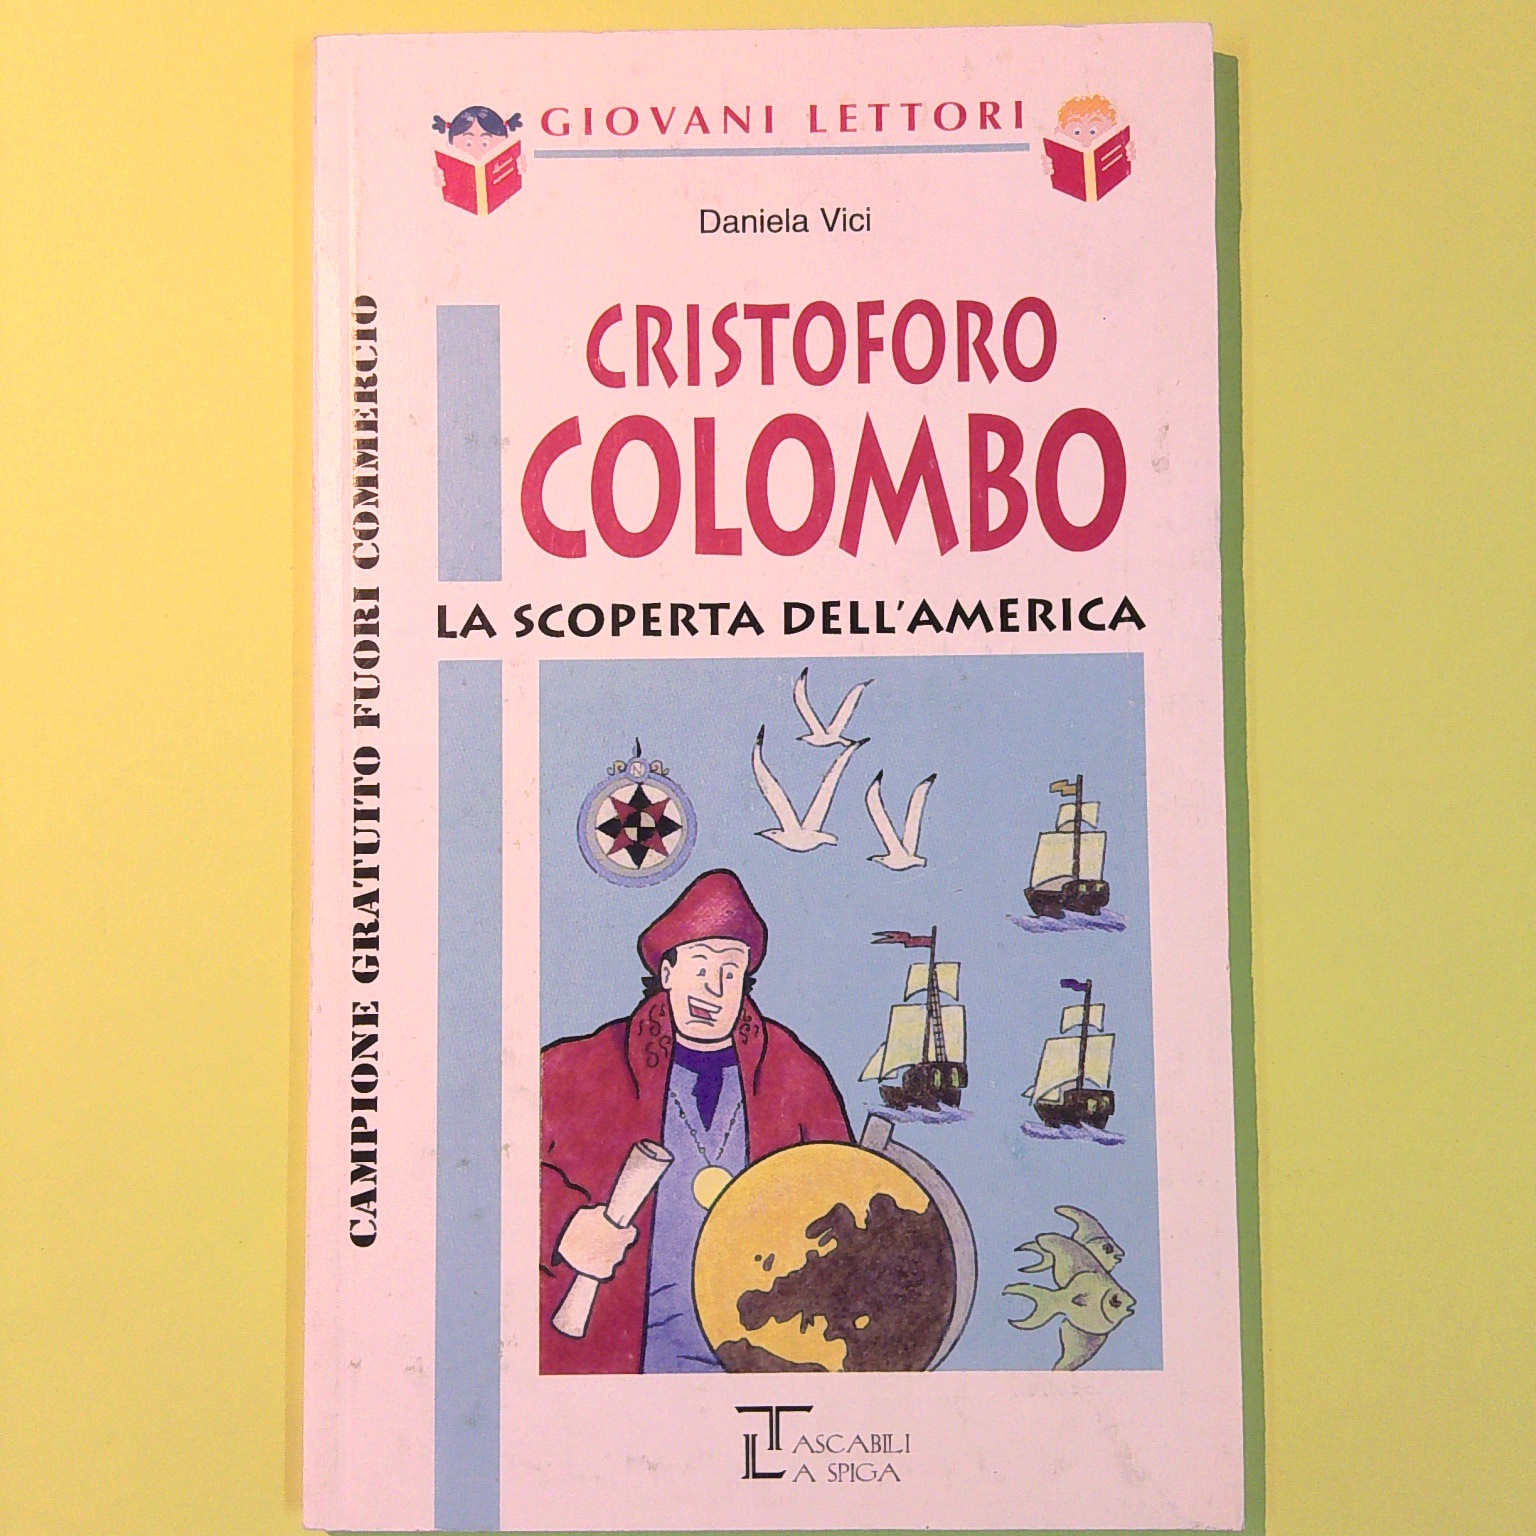 GIOVANI LETTORI
Daniela Vici
CRISTOFORO
COLOMBO
LA SCOPERTA DELL'AMERICA
CAMPIONE GRATUITO FUORI COMMERCIO
N
TASCABILI
LA SPIGA